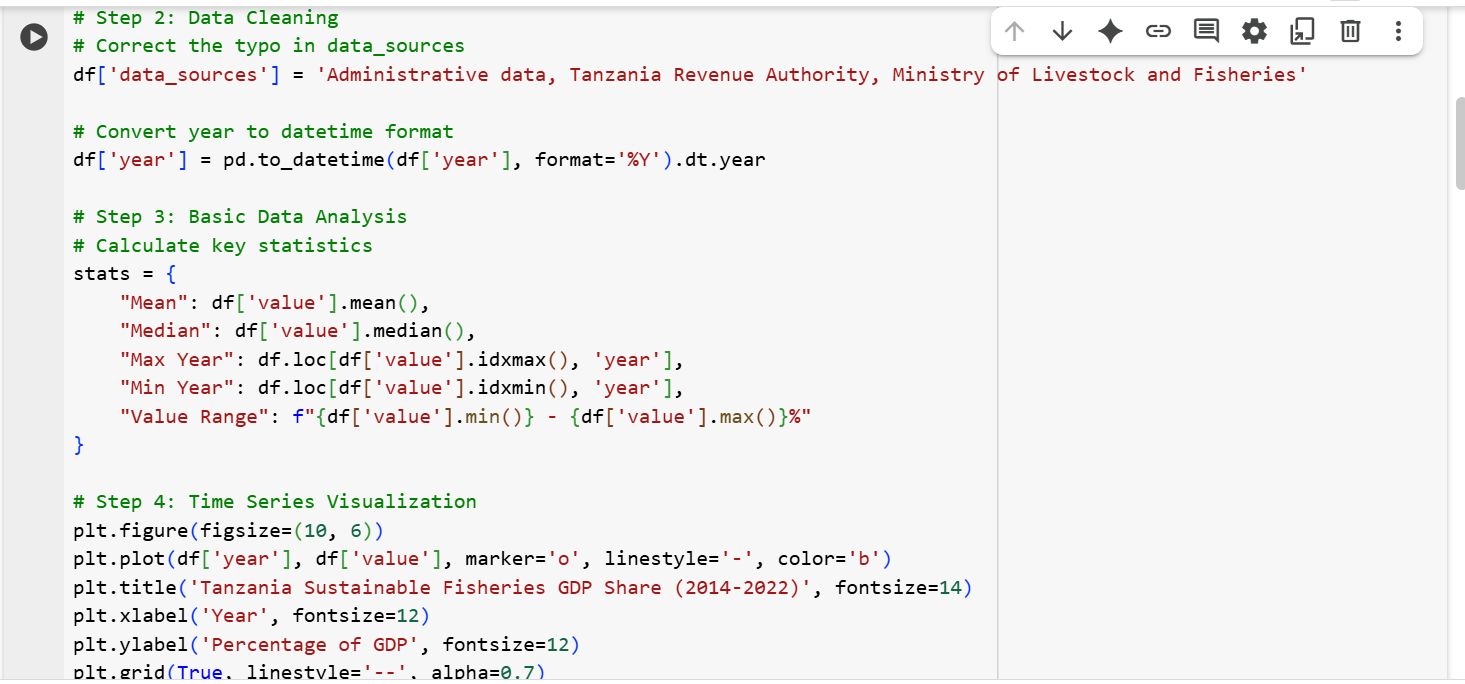 # Step 2: Data Cleaning
# Correct the typo in data_sources
df['data_sources'] = 'Administrative data, Tanzania Revenue Authority, Ministry of Livestock and Fisheries'

# Convert year to datetime format
df['year'] = pd.to_datetime(df['year'], format='%Y').dt.year

# Step 3: Basic Data Analysis
# Calculate key statistics
stats = {
    "Mean": df['value'].mean(),
    "Median": df['value'].median(),
    "Max Year": df.loc[df['value'].idxmax(), 'year'],
    "Min Year": df.loc[df['value'].idxmin(), 'year'],
    "Value Range": f"{df['value'].min()} - {df['value'].max()}%"
}

# Step 4: Time Series Visualization
plt.figure(figsize=(10, 6))
plt.plot(df['year'], df['value'], marker='o', linestyle='-', color='b')
plt.title('Tanzania Sustainable Fisheries GDP Share (2014-2022)', fontsize=14)
plt.xlabel('Year', fontsize=12)
plt.ylabel('Percentage of GDP', fontsize=12)
plt.grid(True, linestyle='--', alpha=0.7)